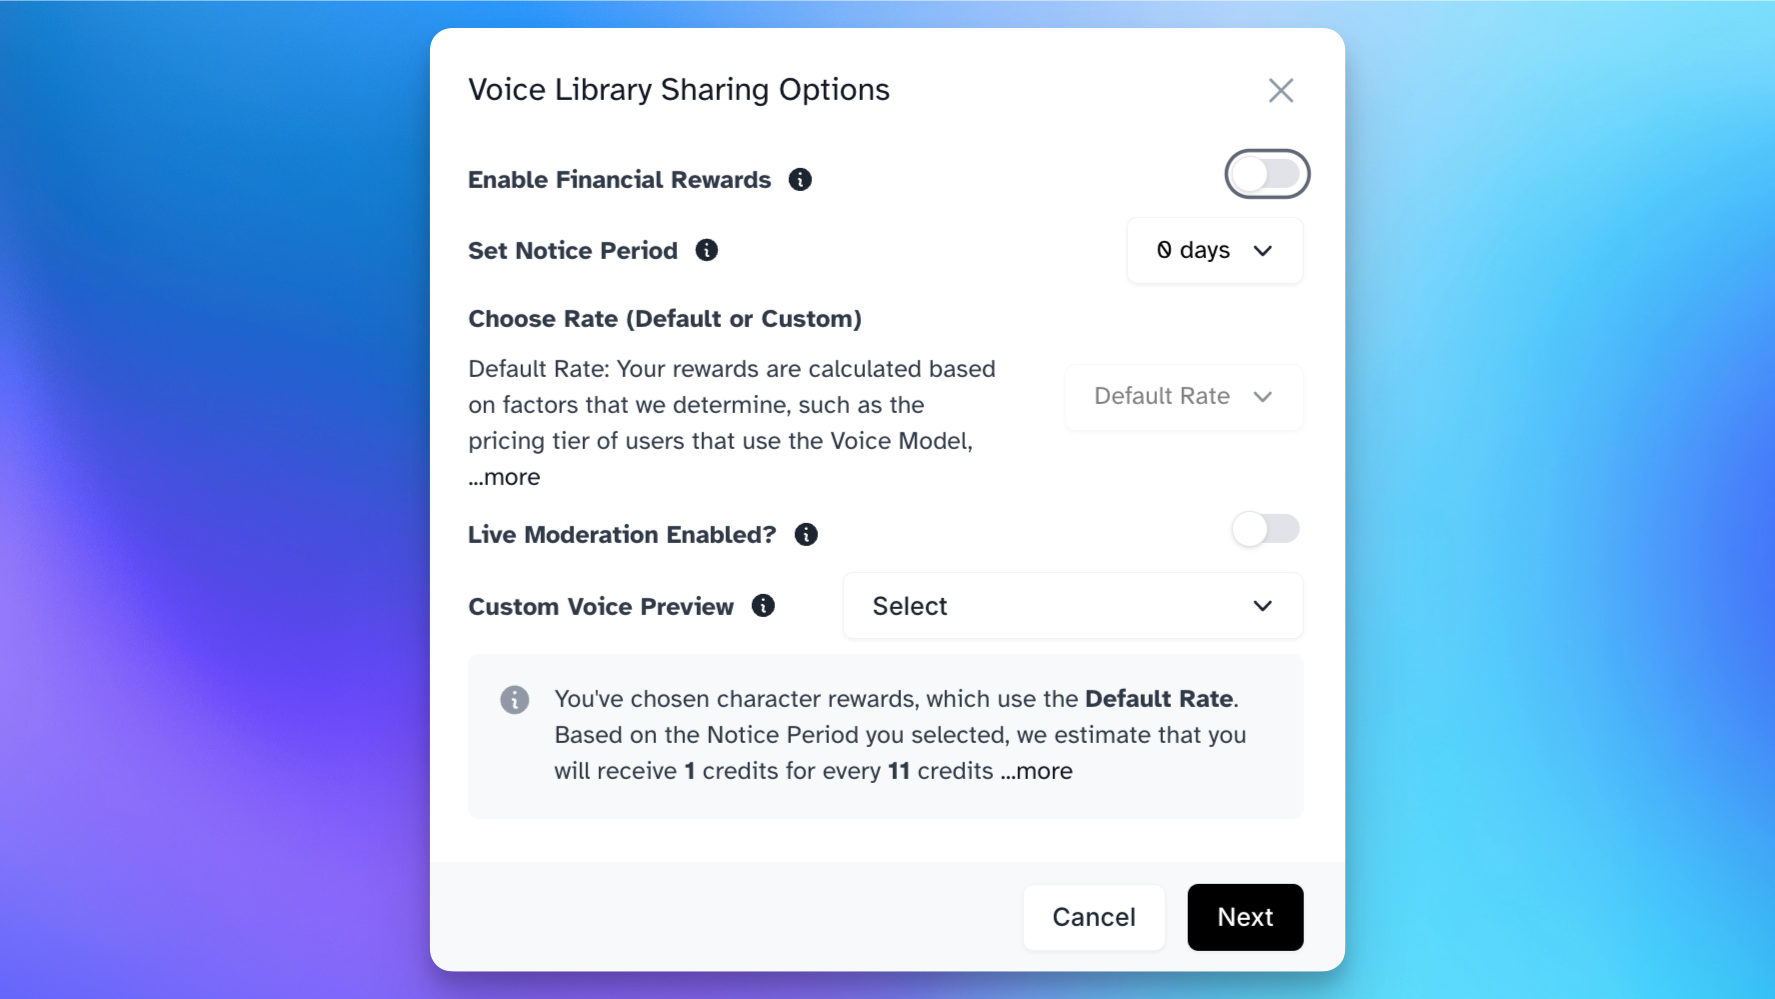 Voice Library Sharing Options
Enable Financial Rewards
Set Notice Period
0 days
Choose Rate (Default or Custom)
Default Rate: Your rewards are calculated based
on factors that we determine, such as the
pricing tier of users that use the Voice Model,
...more
Default Rate
Live Moderation Enabled?
Custom Voice Preview
Select
You've chosen character rewards, which use the Default Rate.
Based on the Notice Period you selected, we estimate that you
will receive 1 credits for every 11 credits ...more
Cancel
Next